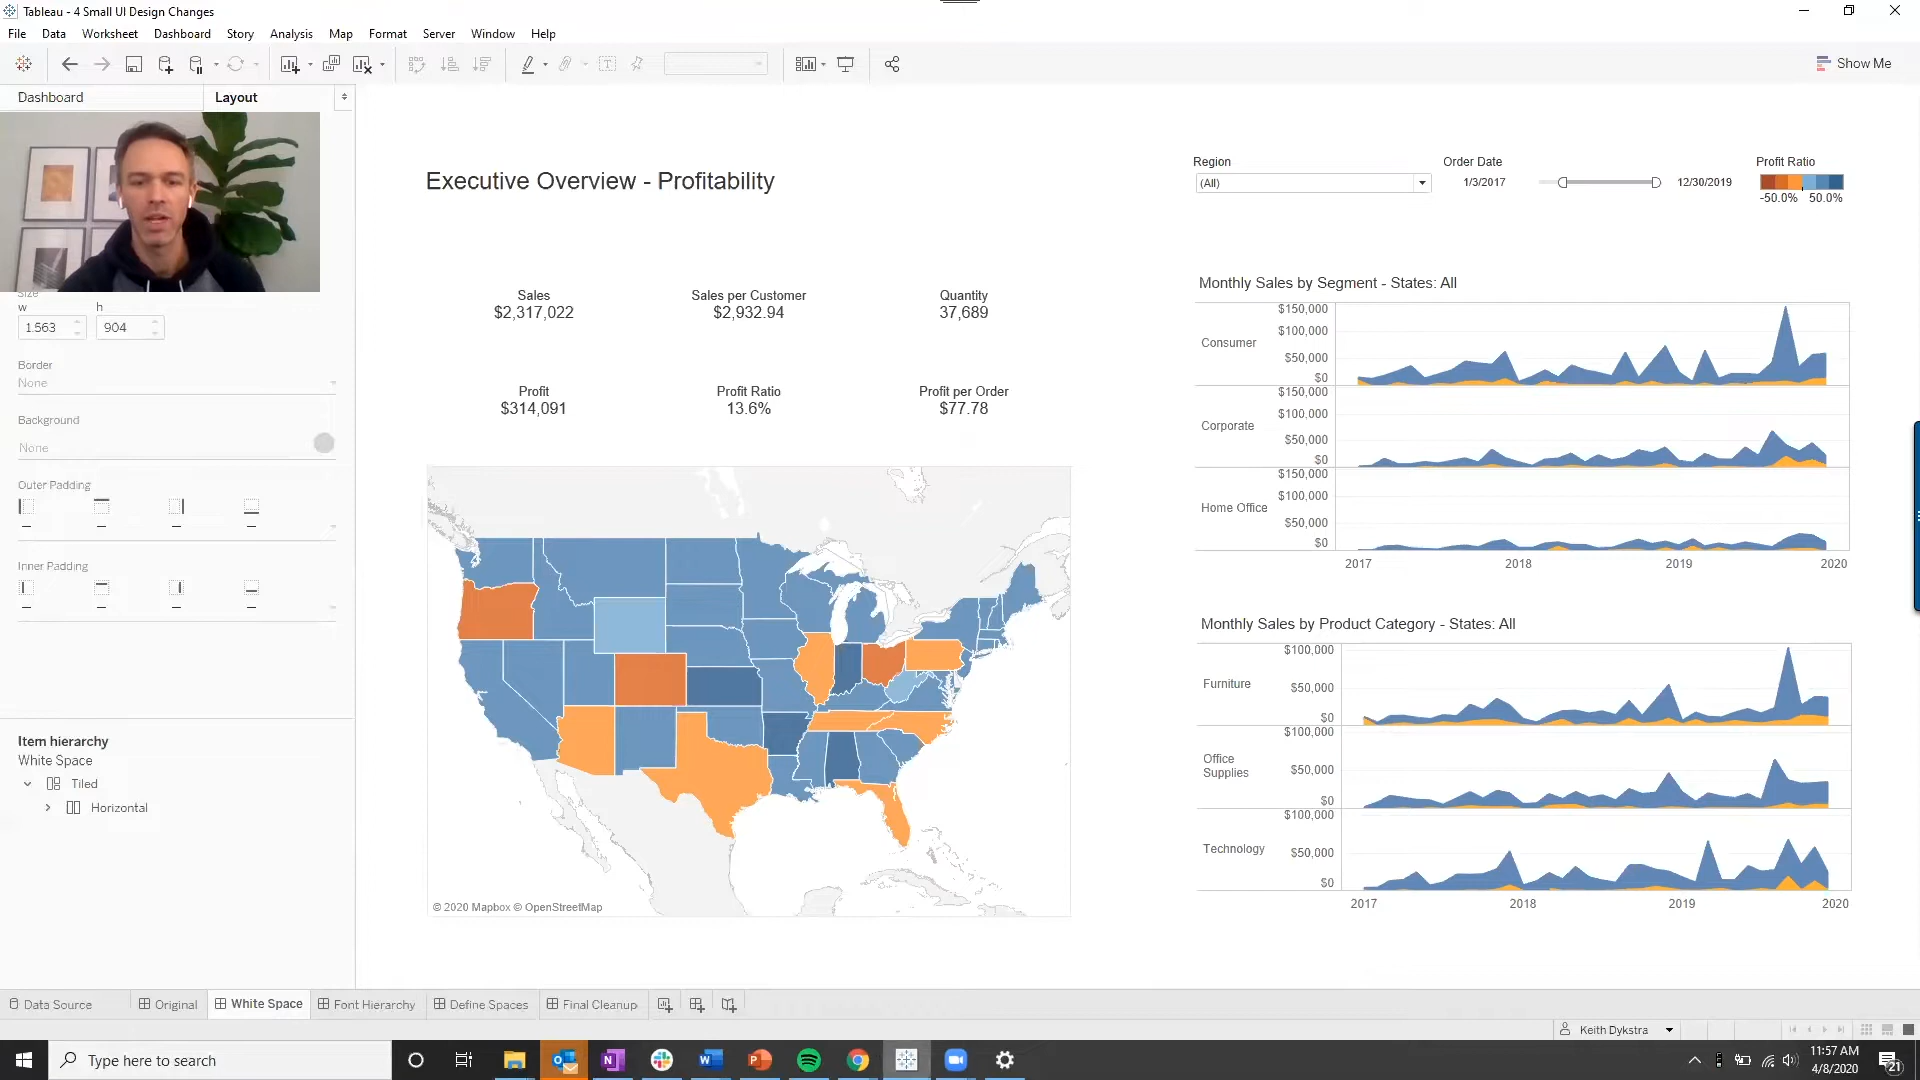 Tableau - 4 Small UI Design Changes
File Data Worksheet Dashboard Story Analysis Map Format Server Window Help
Show Me
Dashboard Layout
Size
w h
1.563 904
Border
None
Background
None
Outer Padding
Inner Padding
Item hierarchy
White Space
Tiled
Horizontal
Executive Overview - Profitability
Region
(All)
Order Date
1/3/2017 12/30/2019
Profit Ratio
-50.0% 50.0%
Sales
$2,317,022
Sales per Customer
$2,932.94
Quantity
37,689
Profit
$314,091
Profit Ratio
13.6%
Profit per Order
$77.78
© 2020 Mapbox © OpenStreetMap
Monthly Sales by Segment - States: All
Consumer
$150,000
$100,000
$50,000
$0
Corporate
$150,000
$100,000
$50,000
$0
Home Office
$150,000
$100,000
$50,000
$0
2017 2018 2019 2020
Monthly Sales by Product Category - States: All
Furniture
$100,000
$50,000
$0
Office
Supplies
$100,000
$50,000
$0
Technology
$100,000
$50,000
$0
2017 2018 2019 2020
Data Source Original White Space Font Hierarchy Define Spaces Final Cleanup
Keith Dykstra
Type here to search
11:57 AM
4/8/2020
21